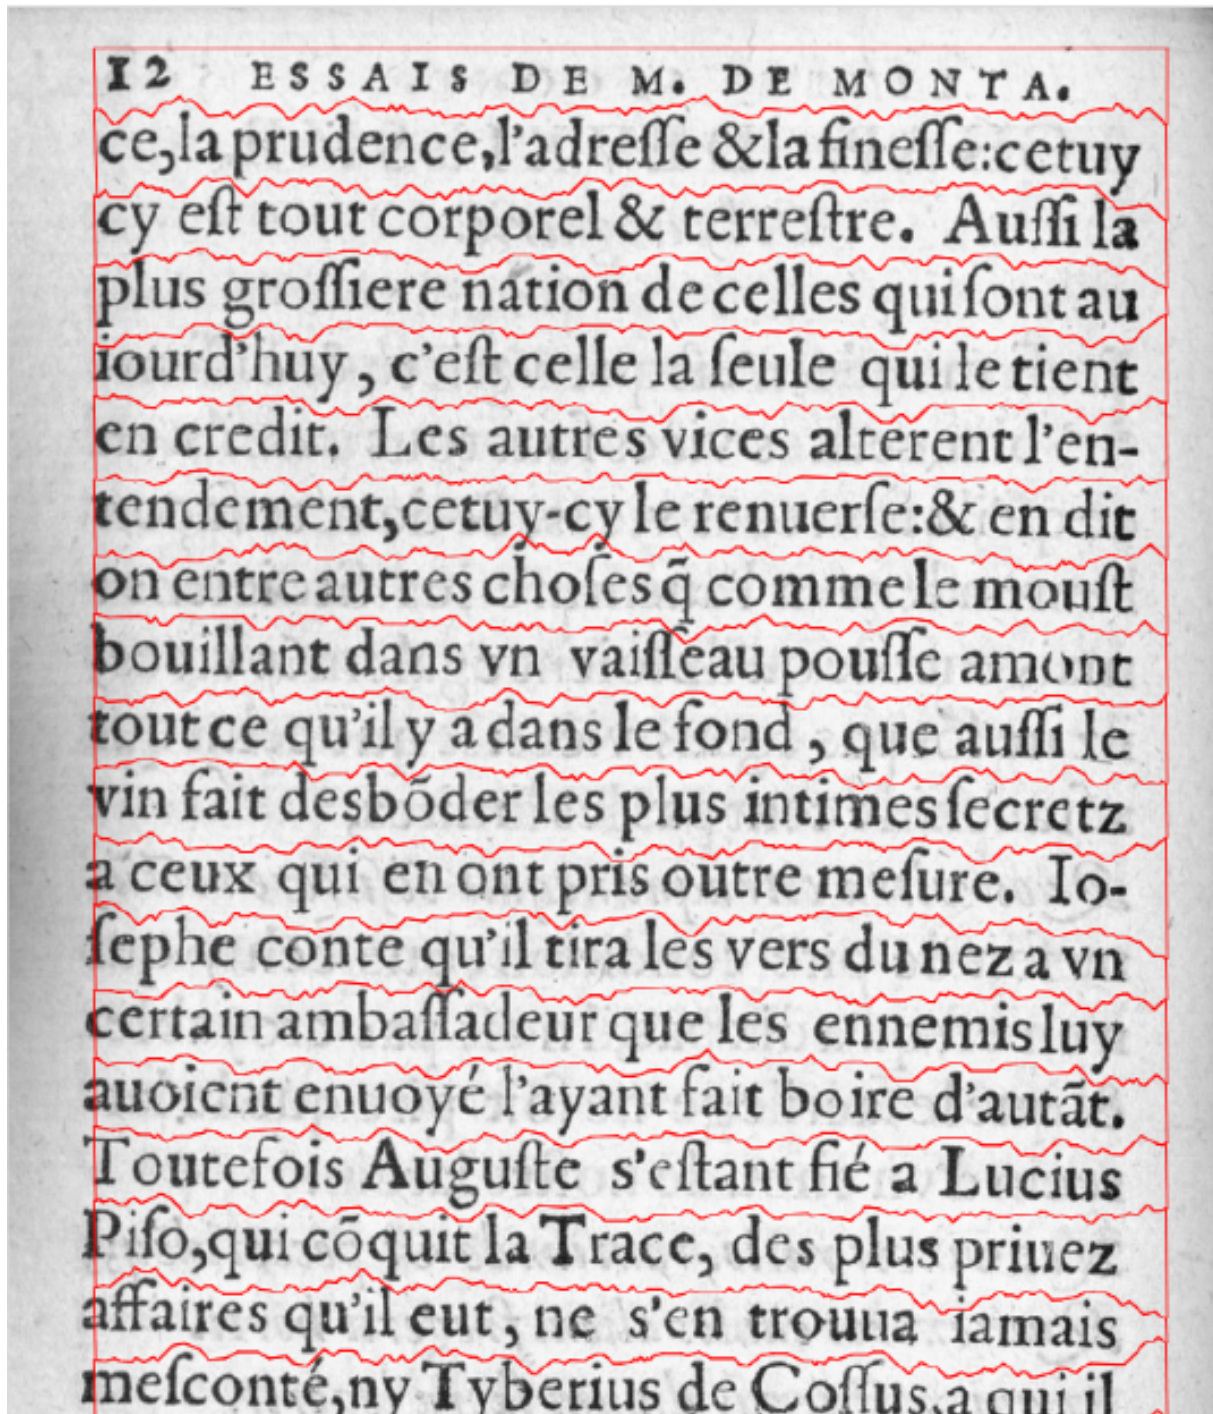 12 ESSAIS DE M. DE MONTA.
ce, la prudence, l'adreſſe & la fineſſe: cetuy
cy eſt tout corporel & terreſtre. Auſſi la
plus groſſiere nation de celles qui ſont au
iourd'huy, c'eſt celle la ſeule qui le tient
en credit. Les autres vices alterent l'en-
tendement, cetuy-cy le renuerſe: & en dit
on entre autres choſes q̃ comme le mouſt
bouillant dans vn vaiſſeau pouſſe amont
tout ce qu'il y a dans le fond, que auſſi le
vin fait desbõder les plus intimes ſecretz
a ceux qui en ont pris outre meſure. Io-
ſephe conte qu'il tira les vers du nez a vn
certain ambaſſadeur que les ennemis luy
auoient enuoyé l'ayant fait boire d'autãt.
Toutefois Auguſte s'eſtant fié a Lucius
Piſo, qui cõquit la Trace, des plus priuez
affaires qu'il eut, ne s'en trouua iamais
meſconté, ny Tyberius de Coſſus, a qui il